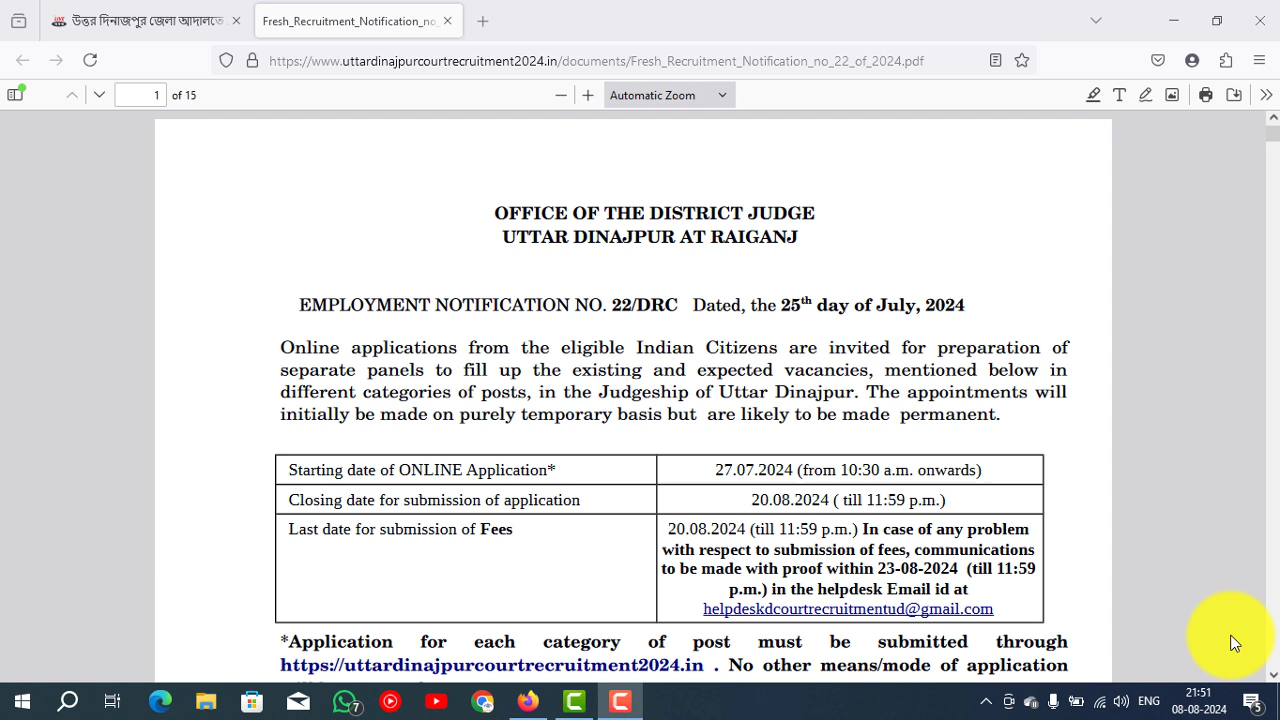 উত্তর দিনাজপুর জেলা আদালতে
Fresh_Recruitment_Notification_no_
https://www.uttardinajpurcourtrecruitment2024.in/documents/Fresh_Recruitment_Notification_no_22_of_2024.pdf
1 of 15
Automatic Zoom
OFFICE OF THE DISTRICT JUDGE
UTTAR DINAJPUR AT RAIGANJ
EMPLOYMENT NOTIFICATION NO. 22/DRC Dated, the 25th day of July, 2024
Online applications from the eligible Indian Citizens are invited for preparation of
separate panels to fill up the existing and expected vacancies, mentioned below in
different categories of posts, in the Judgeship of Uttar Dinajpur. The appointments will
initially be made on purely temporary basis but are likely to be made permanent.
Starting date of ONLINE Application* 27.07.2024 (from 10:30 a.m. onwards)
Closing date for submission of application 20.08.2024 ( till 11:59 p.m.)
Last date for submission of Fees 20.08.2024 (till 11:59 p.m.) In case of any problem
with respect to submission of fees, communications
to be made with proof within 23-08-2024 (till 11:59
p.m.) in the helpdesk Email id at
helpdeskdcourtrecruitmentud@gmail.com
*Application for each category of post must be submitted through
https://uttardinajpurcourtrecruitment2024.in . No other means/mode of application
7
ENG
21:51
08-08-2024
5